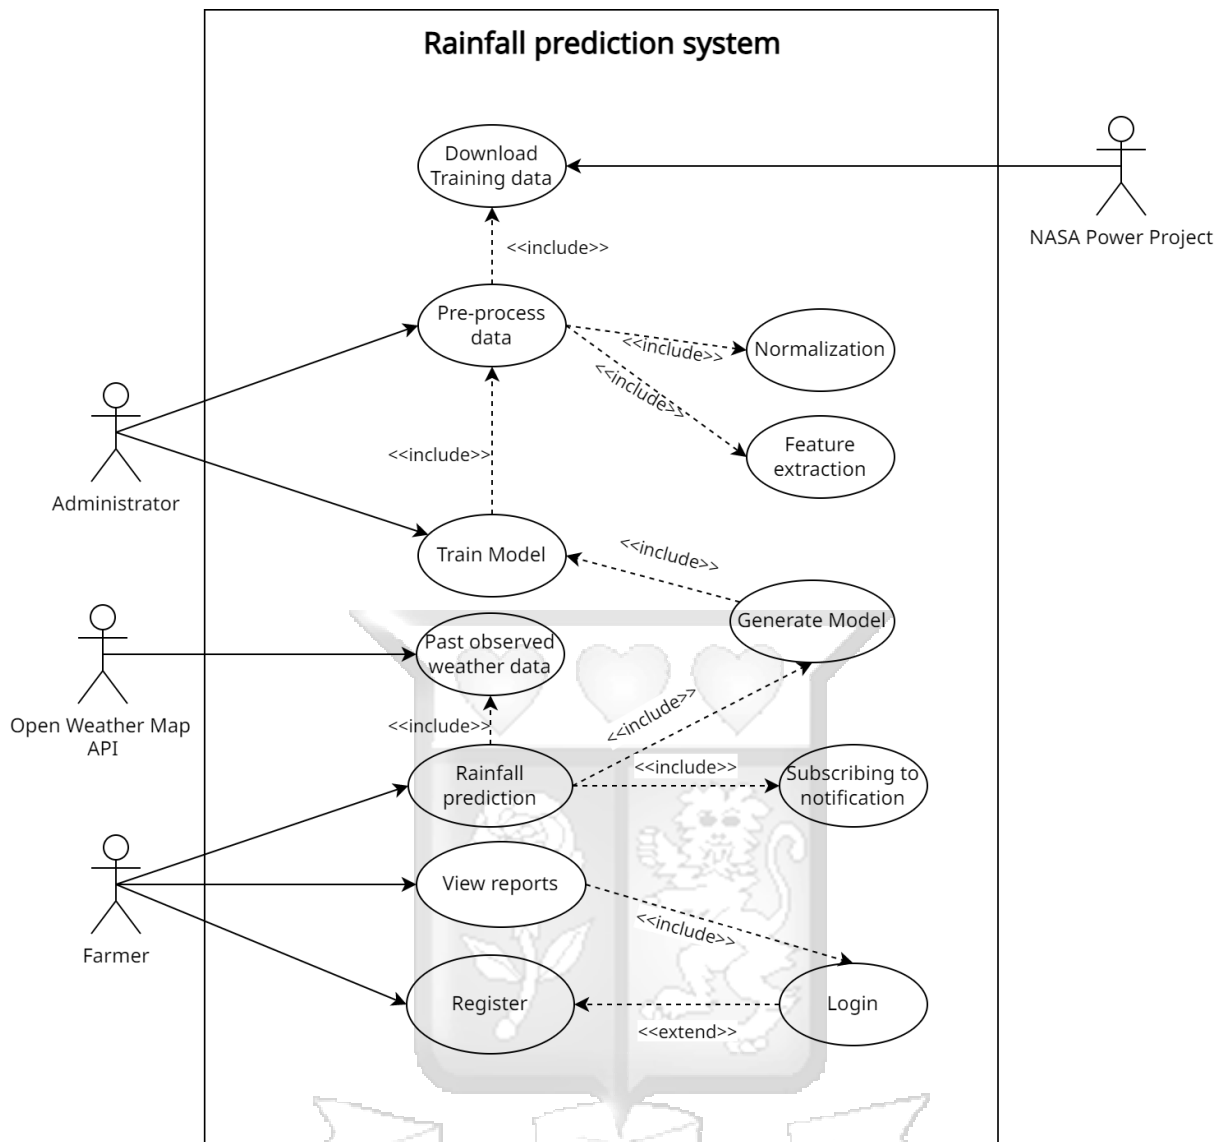 Rainfall prediction system
Download
Training data
<<include>>
NASA Power Project
Pre-process
data
<<include>>
Normalization
<<include>>
Feature
extraction
Administrator
<<include>>
Train Model
<<include>>
Generate Model
Past observed
weather data
Open Weather Map
API
<<include>>
<<include>>
Rainfall
prediction
<<include>>
Subscribing to
notification
View reports
<<include>>
Farmer
Register
<<extend>>
Login